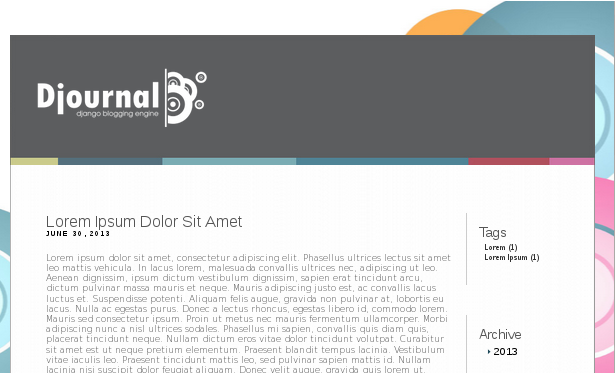 Djournal
django blogging engine
Lorem Ipsum Dolor Sit Amet
JUNE 30, 2013
Lorem ipsum dolor sit amet, consectetur adipiscing elit. Phasellus ultrices lectus sit amet
leo mattis vehicula. In lacus lorem, malesuada convallis ultrices nec, adipiscing ut leo.
Aenean dignissim, ipsum dictum vestibulum dignissim, sapien erat tincidunt arcu,
dictum pulvinar massa mauris et neque. Mauris adipiscing justo est, ac convallis lacus
luctus et. Suspendisse potenti. Aliquam felis augue, gravida non pulvinar at, lobortis eu
lacus. Nulla ac egestas purus. Donec a lectus rhoncus, egestas libero id, commodo lorem.
Mauris sed consectetur ipsum. Proin ut metus nec mauris fermentum ullamcorper. Morbi
adipiscing nunc a nisl ultrices sodales. Phasellus mi sapien, convallis quis diam quis,
placerat tincidunt neque. Nullam dictum eros vitae dolor tincidunt volutpat. Curabitur
sit amet est ut neque pretium elementum. Praesent blandit tempus lacinia. Vestibulum
vitae iaculis leo. Praesent tincidunt mattis leo, sed pulvinar sapien mattis id. Nullam
lacinia nisi suscipit dolor feugiat aliquam. Donec velit augue, gravida quis lorem ut,
Tags
Lorem (1)
Lorem Ipsum (1)
Archive
2013